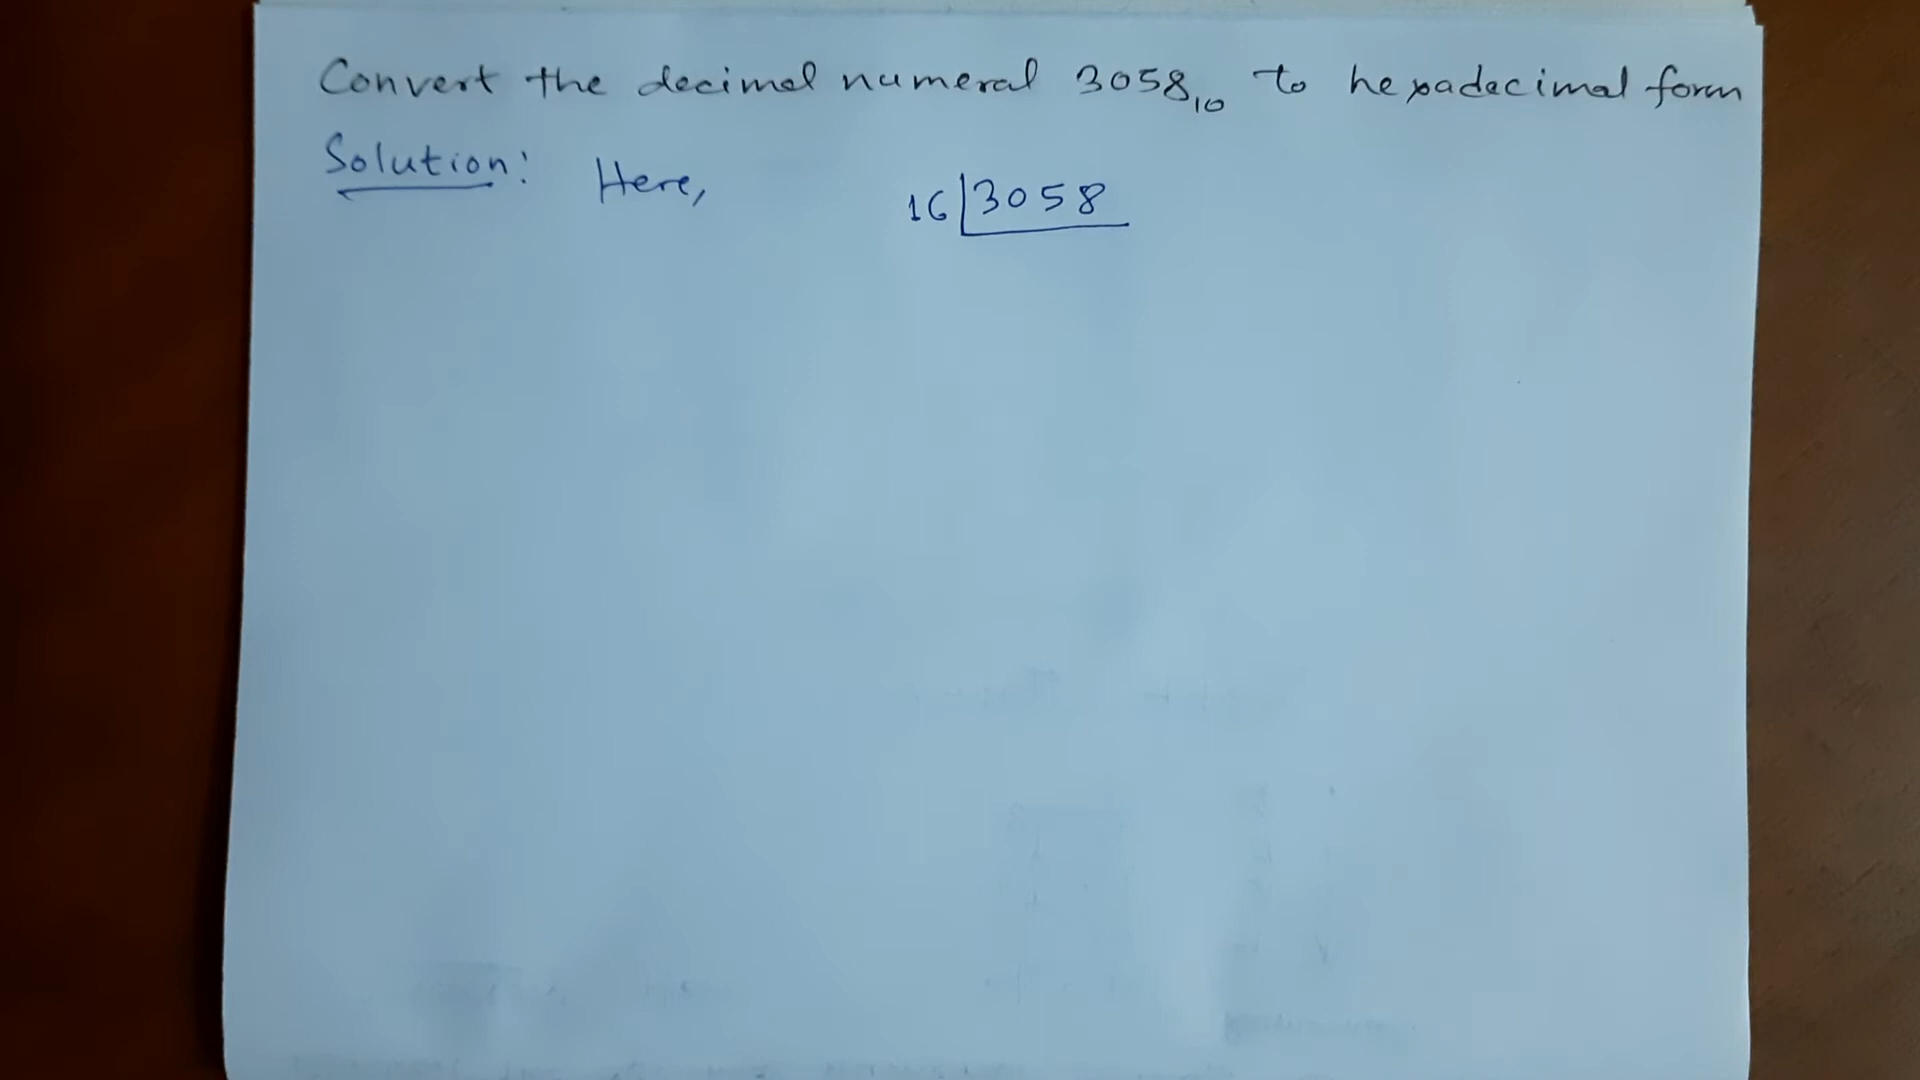 Convert the decimal numeral 3058₁₀ to hexadecimal form
Solution: Here,
16|3058